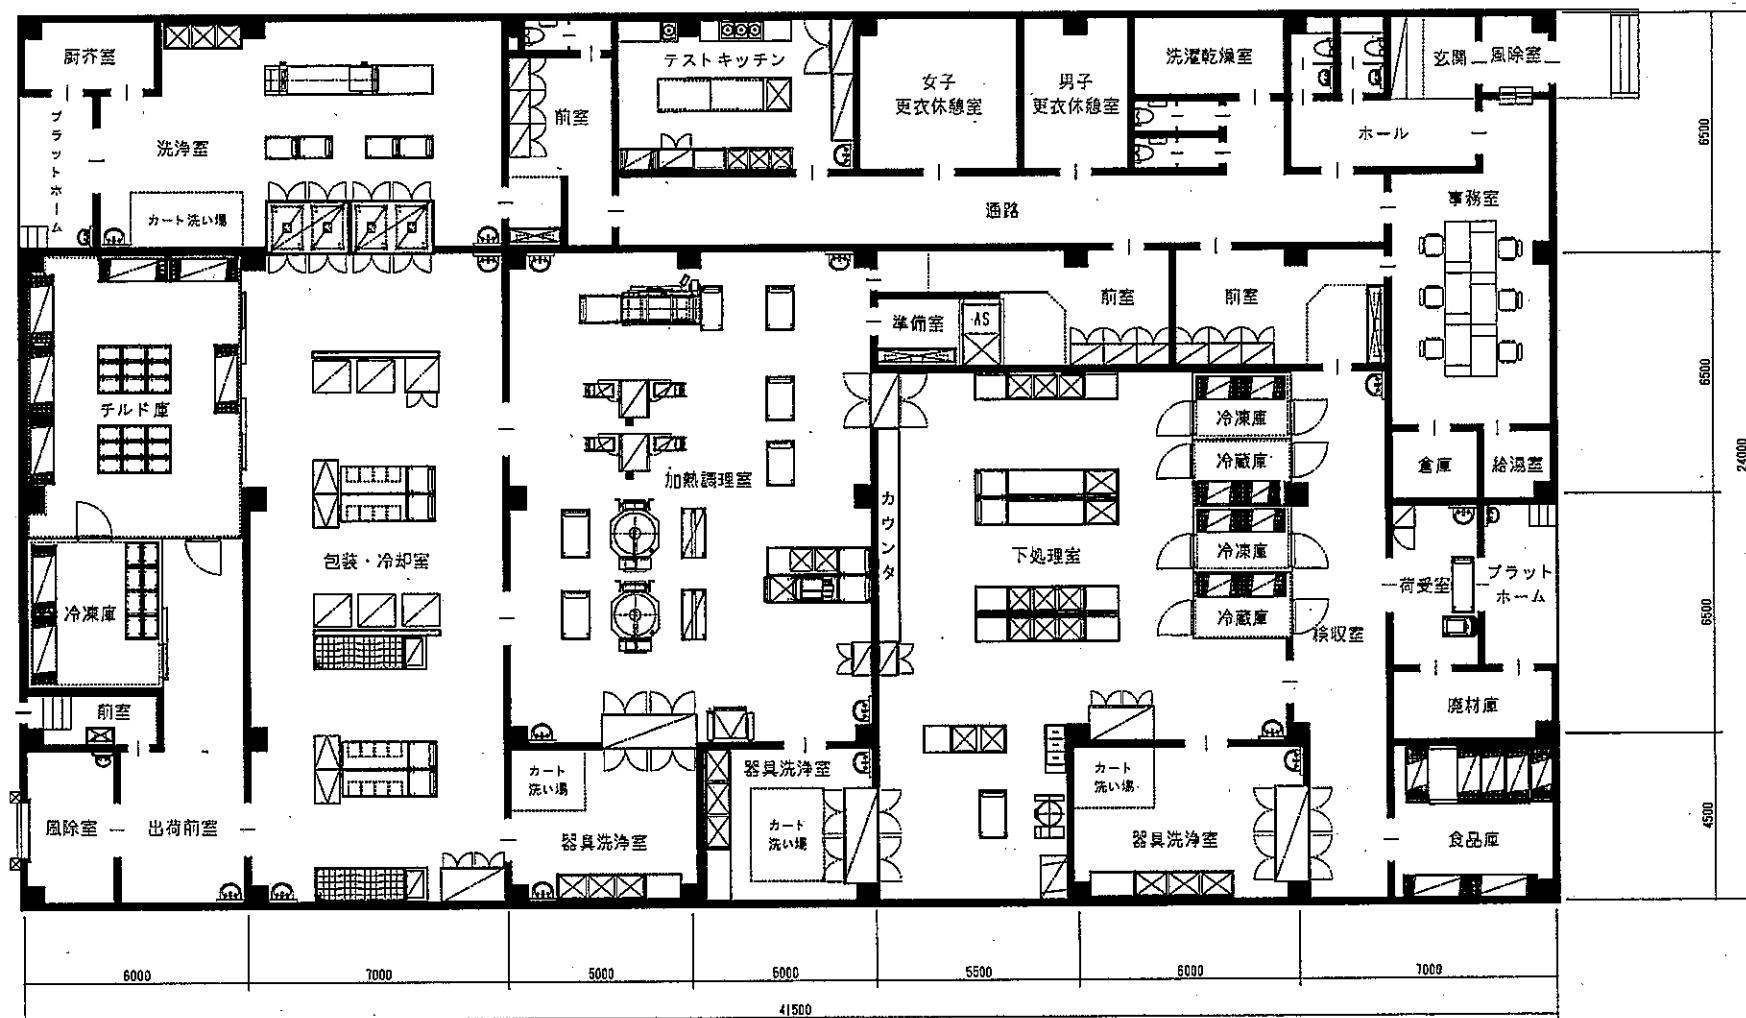 厨芥室
テストキッチン
洗濯乾燥室
玄関
風除室
プラットホーム
洗浄室
前室
女子
更衣休憩室
男子
更衣休憩室
ホール
6500
カート洗い場
通路
事務室
チルド庫
準備室
AS
前室
前室
6500
24000
冷凍庫
冷蔵庫
倉庫
給湯室
加熱調理室
カウンタ
包装・冷却室
下処理室
冷凍庫
荷受室
プラット
ホーム
6500
冷凍庫
冷蔵庫
検収室
前室
廃材庫
カート
洗い場
器具洗浄室
カート
洗い場
風除室
出荷前室
器具洗浄室
カート
洗い場
器具洗浄室
食品庫
4500
6000
7000
5000
5000
5500
6000
7000
41500